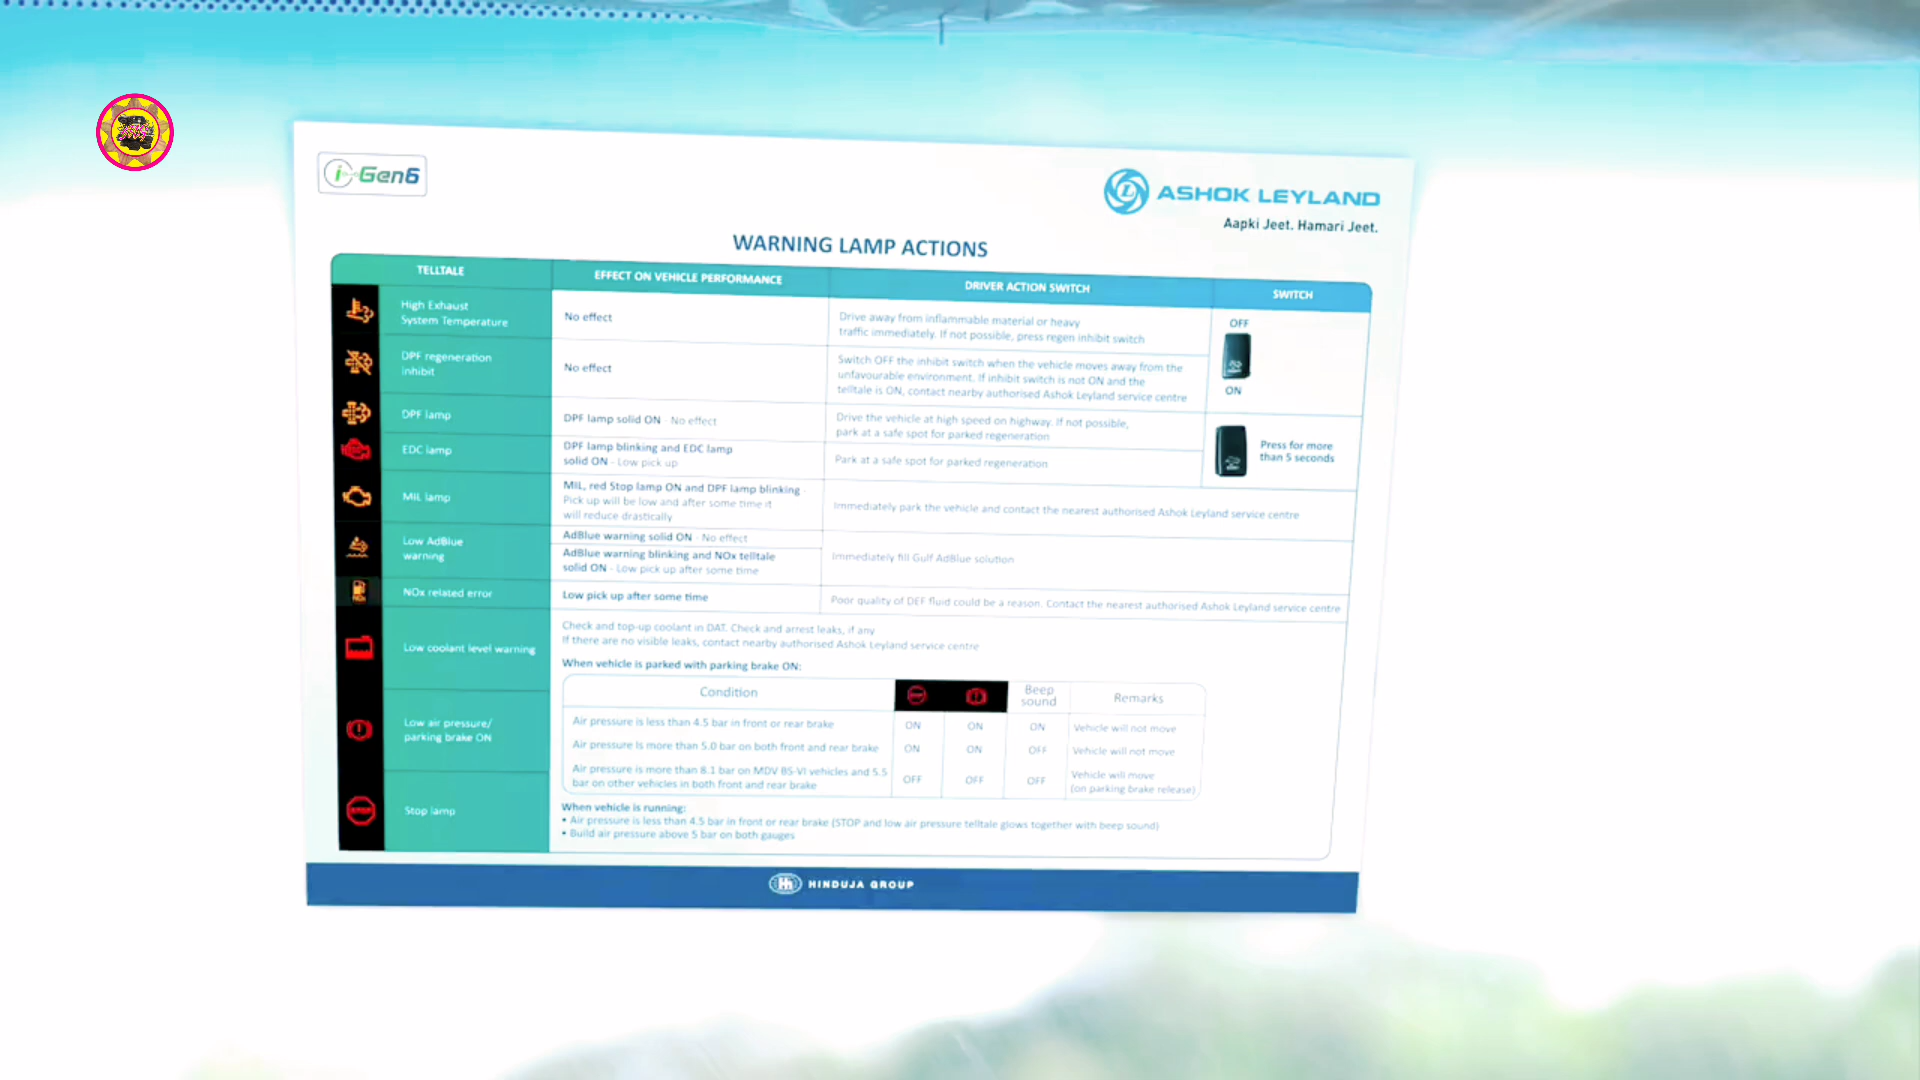 i-Gen6
ASHOK LEYLAND
Aapki Jeet. Hamari Jeet.
WARNING LAMP ACTIONS
TELLTALE
EFFECT ON VEHICLE PERFORMANCE
DRIVER ACTION SWITCH
SWITCH
High Exhaust
System Temperature
No effect
Drive away from inflammable material or heavy
traffic immediately. If not possible, press regen inhibit switch
OFF
ON
DPF regeneration
inhibit
No effect
Switch OFF the inhibit switch when the vehicle moves away from the
unfavourable environment. If inhibit switch is not ON and the
telltale is ON, contact nearby authorised Ashok Leyland service centre
DPF lamp
DPF lamp solid ON - No effect
Drive the vehicle at high speed on highway. If not possible,
park at a safe spot for parked regeneration
Press for more
than 5 seconds
EDC lamp
DPF lamp blinking and EDC lamp
solid ON - Low pick up
Park at a safe spot for parked regeneration
MIL lamp
MIL, red Stop lamp ON and DPF lamp blinking -
Pick up will be low and after some time it
will reduce drastically
Immediately park the vehicle and contact the nearest authorised Ashok Leyland service centre
Low AdBlue
warning
AdBlue warning solid ON - No effect
AdBlue warning blinking and NOx telltale
solid ON - Low pick up after some time
Immediately fill Gulf AdBlue solution
NOx
NOx related error
Low pick up after some time
Poor quality of DEF fluid could be a reason. Contact the nearest authorised Ashok Leyland service centre
Low coolant level warning
Check and top-up coolant in DAT. Check and arrest leaks, if any
If there are no visible leaks, contact nearby authorised Ashok Leyland service centre
Low air pressure/
parking brake ON
When vehicle is parked with parking brake ON:
Condition
Beep
sound
Remarks
Air pressure is less than 4.5 bar in front or rear brake
ON
ON
ON
Vehicle will not move
Air pressure is more than 5.0 bar on both front and rear brake
ON
ON
OFF
Vehicle will not move
Air pressure is more than 8.1 bar on MDV BS-VI vehicles and 5.5
bar on other vehicles in both front and rear brake
OFF
OFF
OFF
Vehicle will move
(on parking brake release)
STOP
Stop lamp
When vehicle is running:
• Air pressure is less than 4.5 bar in front or rear brake (STOP and low air pressure telltale glows together with beep sound)
• Build air pressure above 5 bar on both gauges
HINDUJA GROUP